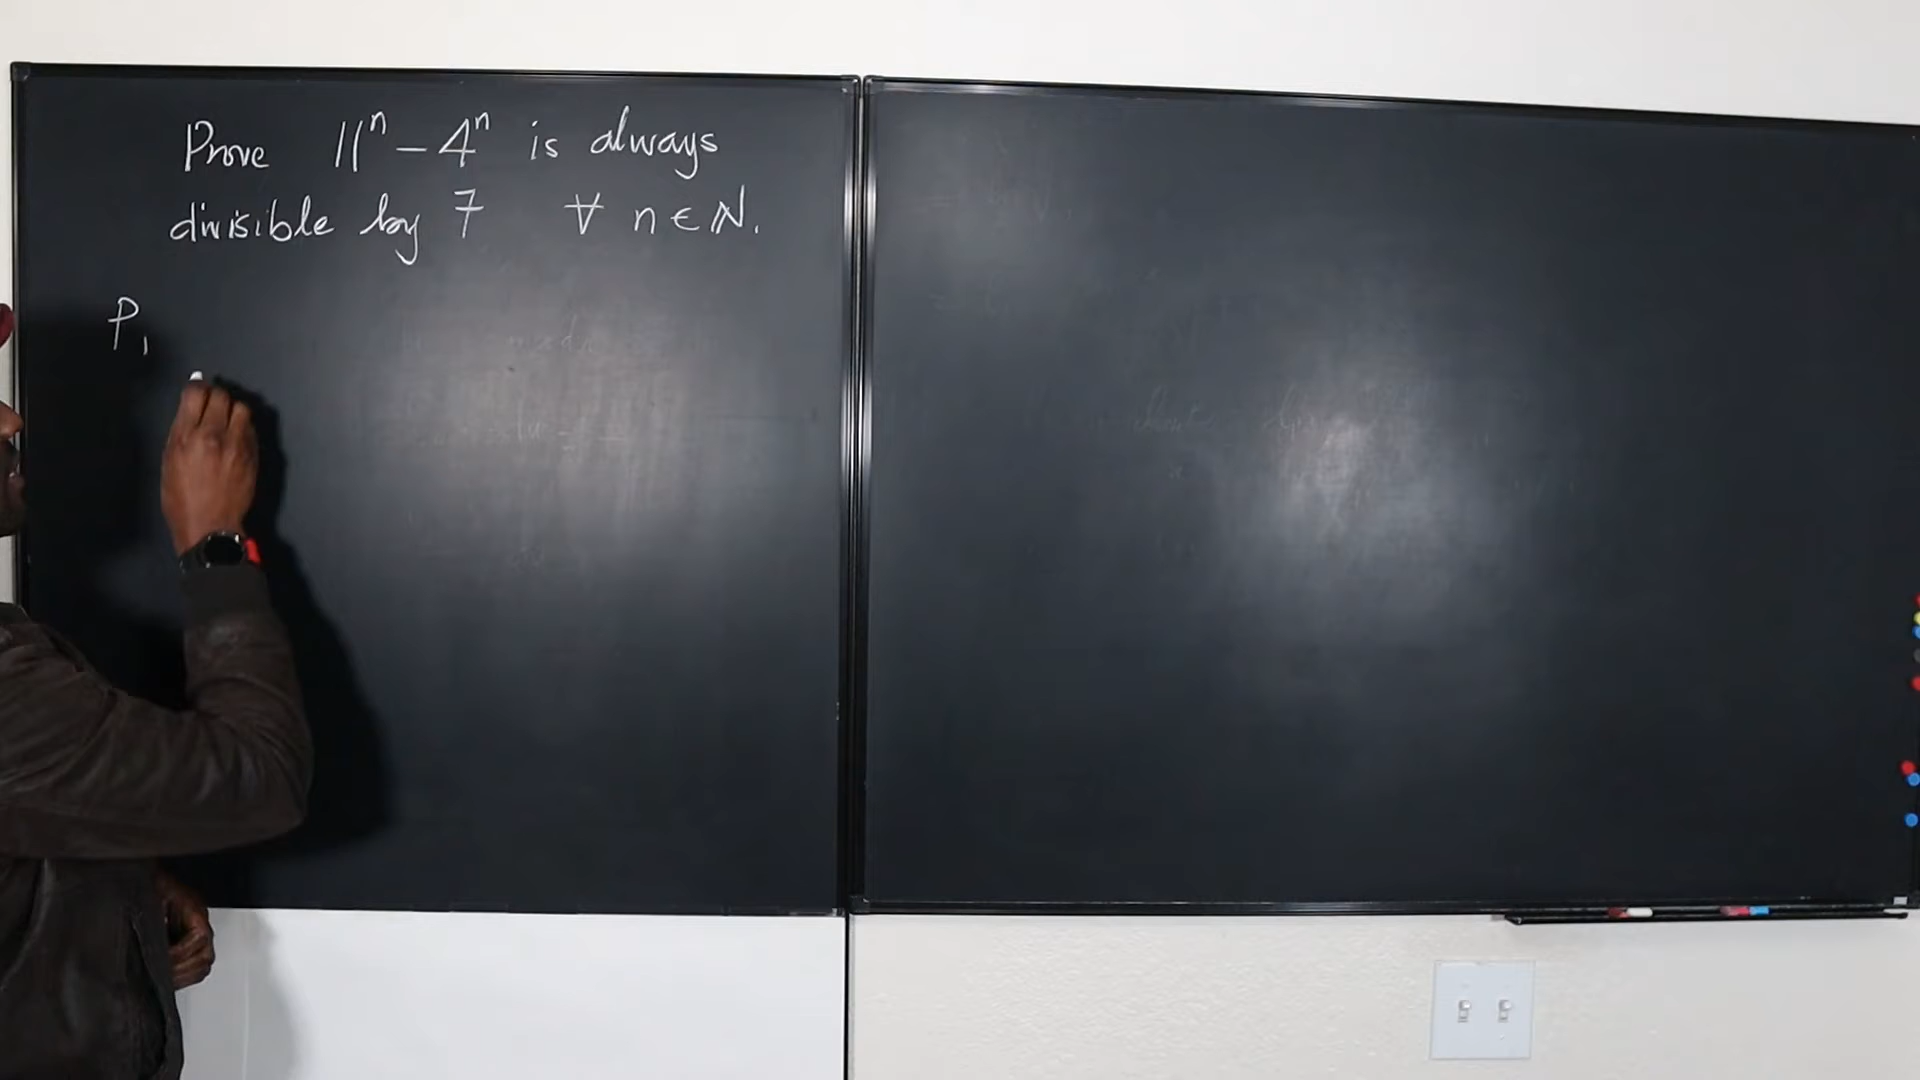 Prove 11ⁿ - 4ⁿ is always
divisible by 7 ∀ n ∈ ℕ.
P₁